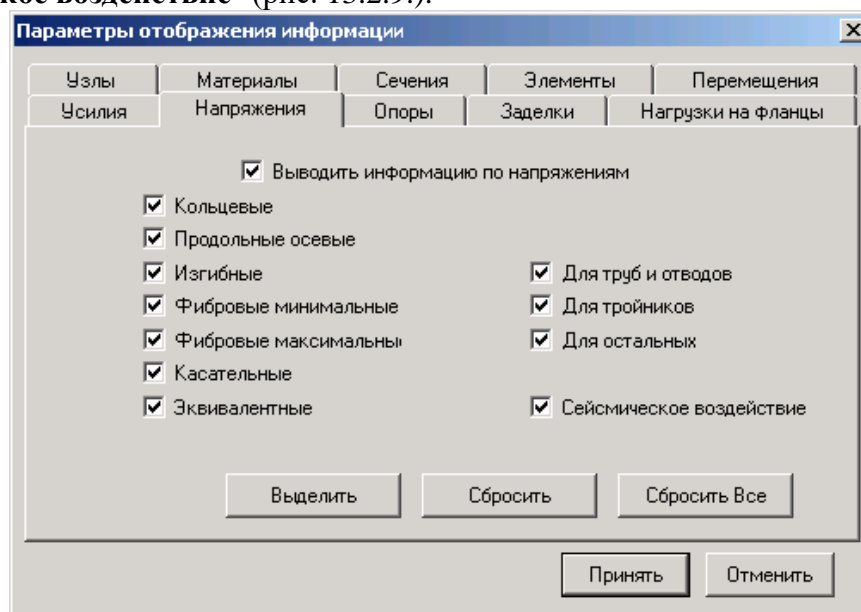 кое воздействие" (рис. 13.2.9.).
Параметры отображения информации
Узлы Материалы Сечения Элементы Перемещения
Усилия Напряжения Опоры Заделки Нагрузки на фланцы
Выводить информацию по напряжениям
Кольцевые
Продольные осевые
Изгибные Для труб и отводов
Фибровые минимальные Для тройников
Фибровые максимальны Для остальных
Касательные
Эквивалентные Сейсмическое воздействие
Выделить Сбросить Сбросить Все
Принять Отменить